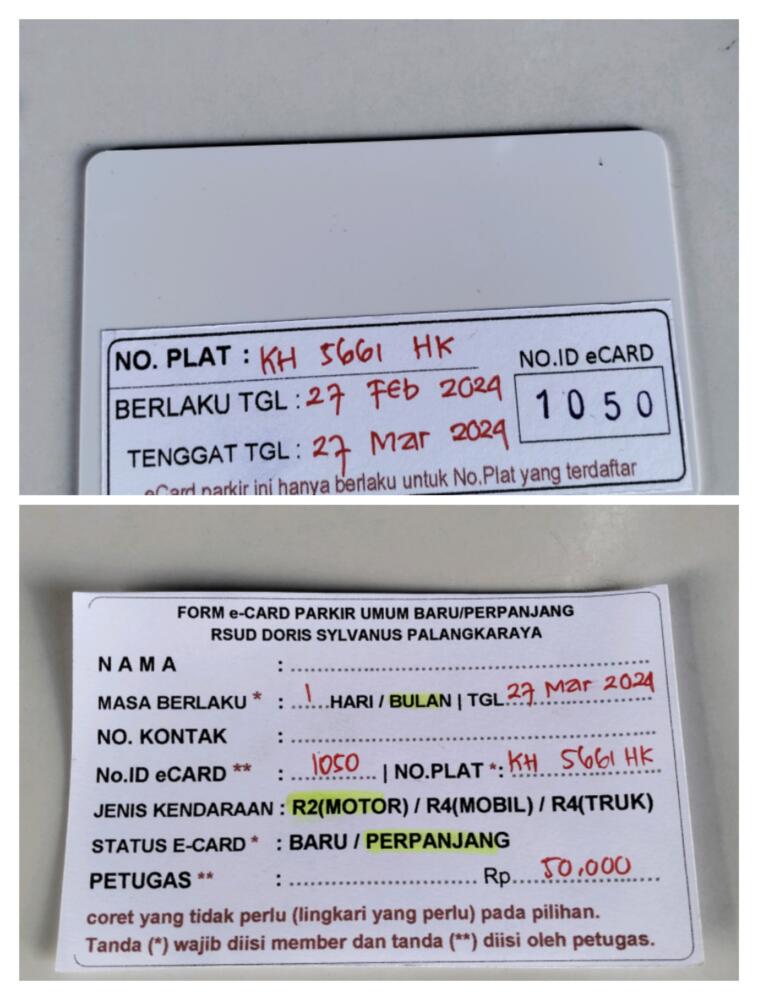 NO. PLAT : KH 5661 HK
NO.ID eCARD
BERLAKU TGL : 27 Feb 2024
1050
TENGGAT TGL : 27 Mar 2024
eCard parkir ini hanya berlaku untuk No.Plat yang terdaftar
FORM e-CARD PARKIR UMUM BARU/PERPANJANG
RSUD DORIS SYLVANUS PALANGKARAYA
NAMA : ........................
MASA BERLAKU * : ...1...HARI / BULAN | TGL 27 Mar 2024
NO. KONTAK : ........................
No.ID eCARD ** : 1050 | NO.PLAT *: KH 5661 HK
JENIS KENDARAAN : R2(MOTOR) / R4(MOBIL) / R4(TRUK)
STATUS E-CARD * : BARU / PERPANJANG
PETUGAS ** : ........................ Rp. 50.000
coret yang tidak perlu (lingkari yang perlu) pada pilihan.
Tanda (*) wajib diisi member dan tanda (**) diisi oleh petugas.